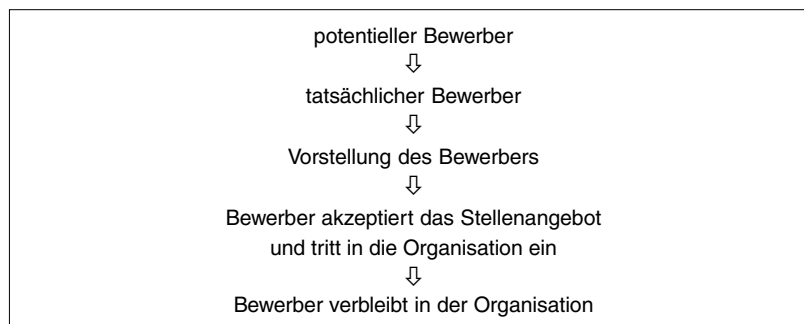 potentieller Bewerber
⇩
tatsächlicher Bewerber
⇩
Vorstellung des Bewerbers
⇩
Bewerber akzeptiert das Stellenangebot
und tritt in die Organisation ein
⇩
Bewerber verbleibt in der Organisation